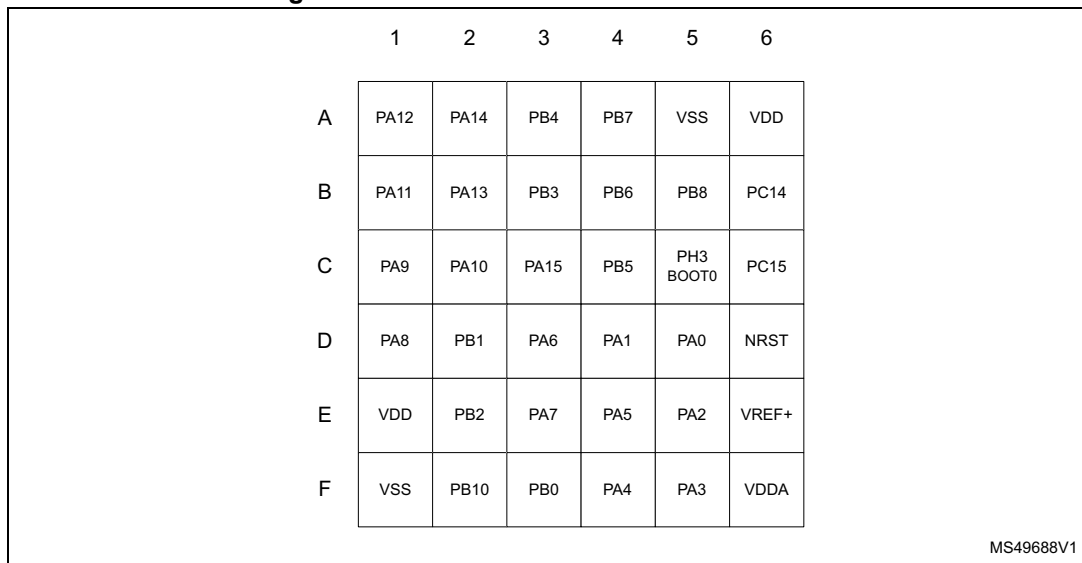 1 2 3 4 5 6
A PA12 PA14 PB4 PB7 VSS VDD
B PA11 PA13 PB3 PB6 PB8 PC14
C PA9 PA10 PA15 PB5 PH3 BOOT0 PC15
D PA8 PB1 PA6 PA1 PA0 NRST
E VDD PB2 PA7 PA5 PA2 VREF+
F VSS PB10 PB0 PA4 PA3 VDDA
MS49688V1